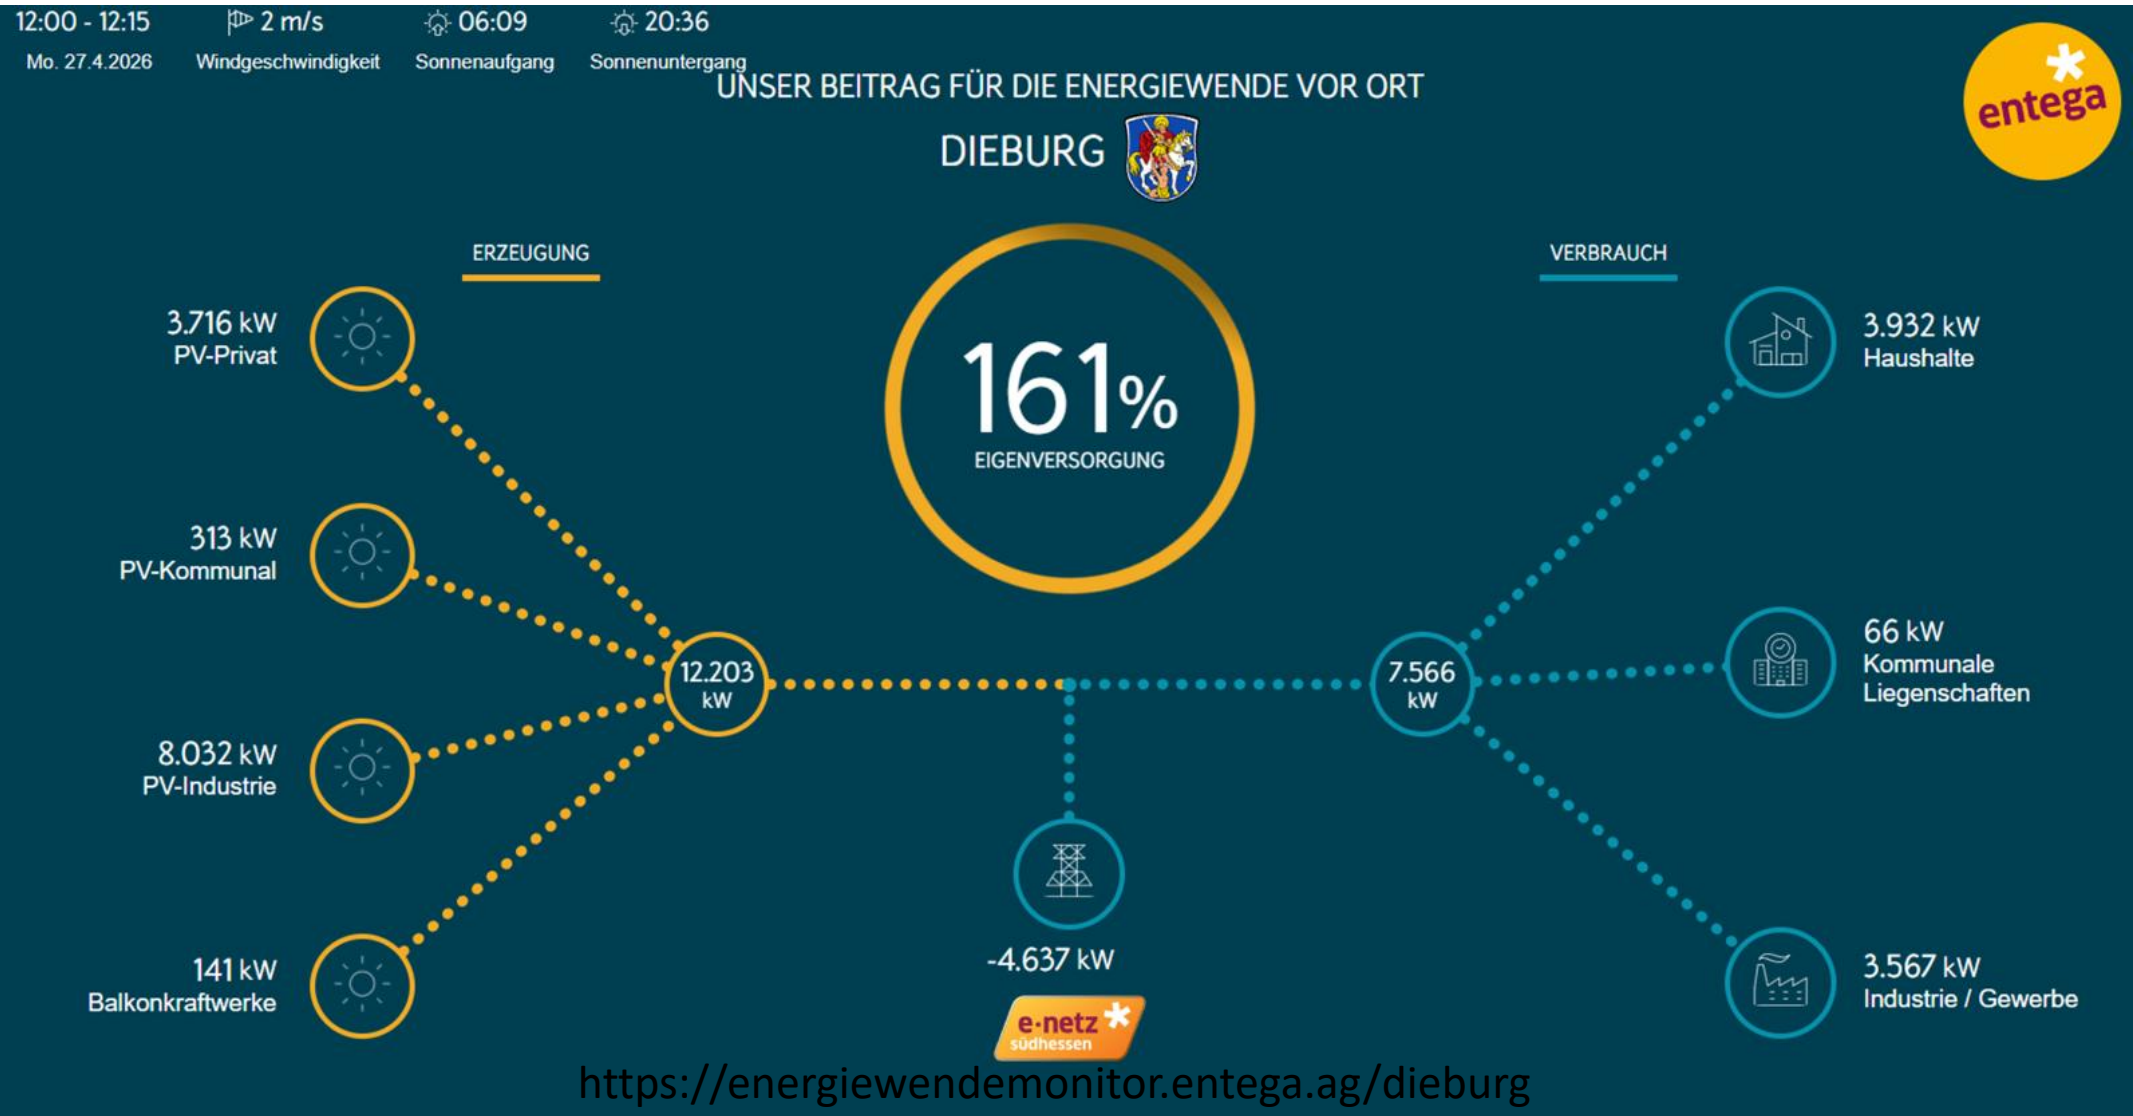 12:00 - 12:15
Mo. 27.4.2026
2 m/s
Windgeschwindigkeit
06:09
Sonnenaufgang
20:36
Sonnenuntergang
UNSER BEITRAG FÜR DIE ENERGIEWENDE VOR ORT
DIEBURG
entega
ERZEUGUNG
3.716 kW
PV-Privat
313 kW
PV-Kommunal
8.032 kW
PV-Industrie
141 kW
Balkonkraftwerke
12.203
kW
161%
EIGENVERSORGUNG
-4.637 kW
e-netz
südhessen
VERBRAUCH
7.566
kW
3.932 kW
Haushalte
66 kW
Kommunale
Liegenschaften
3.567 kW
Industrie / Gewerbe
https://energiewendemonitor.entega.ag/dieburg